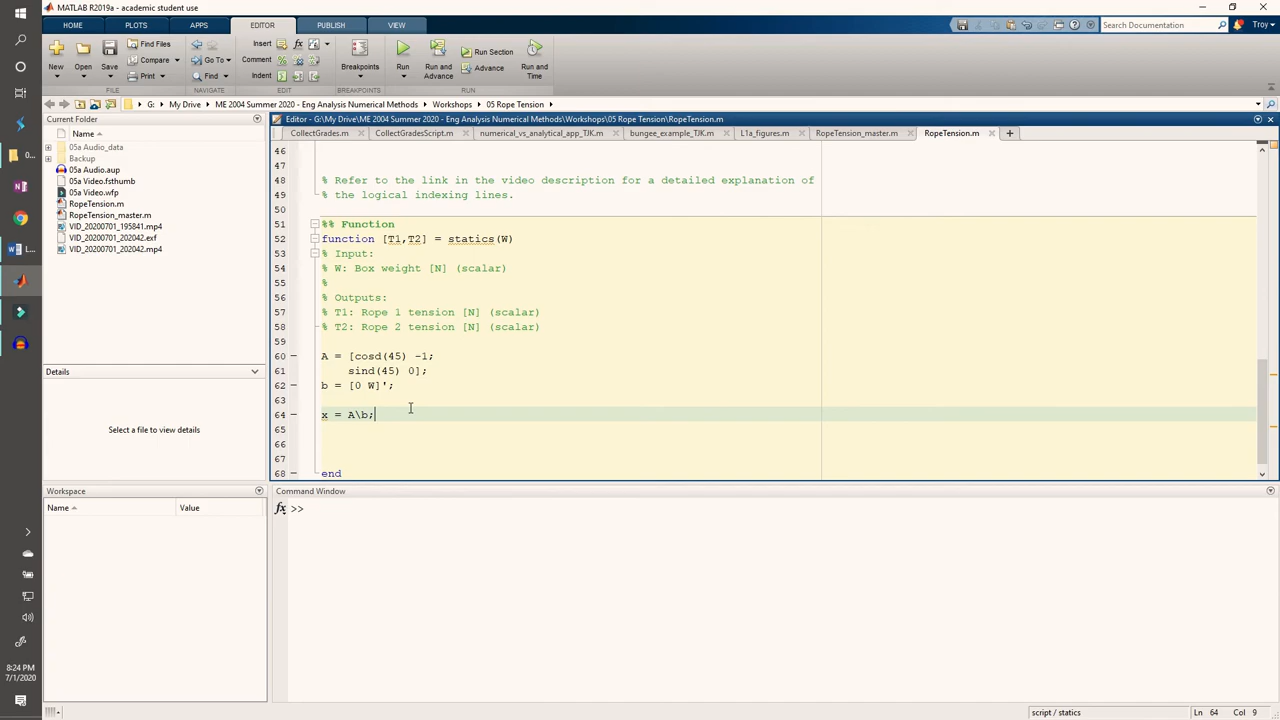 MATLAB R2019a - academic student use
HOME PLOTS APPS EDITOR PUBLISH VIEW
Search Documentation Troy
New Open Save Find Files Compare Print
Insert fx Comment Indent
Go To Find
Breakpoints Run Run and Advance Run Section Advance Run and Time
FILE NAVIGATE EDIT BREAKPOINTS RUN
G: My Drive ME 2004 Summer 2020 - Eng Analysis Numerical Methods Workshops 05 Rope Tension
Current Folder
Name
05a Audio_data
Backup
05a Audio.aup
05a Video.fsthumb
05a Video.wfp
RopeTension.m
RopeTension_master.m
VID_20200701_195841.mp4
VID_20200701_202042.exf
VID_20200701_202042.mp4
Details
Select a file to view details
Workspace
Name Value
Editor - G:\My Drive\ME 2004 Summer 2020 - Eng Analysis Numerical Methods\Workshops\05 Rope Tension\RopeTension.m
CollectGrades.m CollectGradesScript.m numerical_vs_analytical_app_TJK.m bungee_example_TJK.m L1a_figures.m RopeTension_master.m RopeTension.m
46
47
48 % Refer to the link in the video description for a detailed explanation of
49 % the logical indexing lines.
50
51 %% Function
52 function [T1,T2] = statics(W)
53 % Input:
54 % W: Box weight [N] (scalar)
55 %
56 % Outputs:
57 % T1: Rope 1 tension [N] (scalar)
58 % T2: Rope 2 tension [N] (scalar)
59
60 A = [cosd(45) -1;
61 sind(45) 0];
62 b = [0 W]';
63
64 x = A\b;
65
66
67
68 end
Command Window
fx >>
script / statics Ln 64 Col 9
0...
L...
8:24 PM
7/1/2020